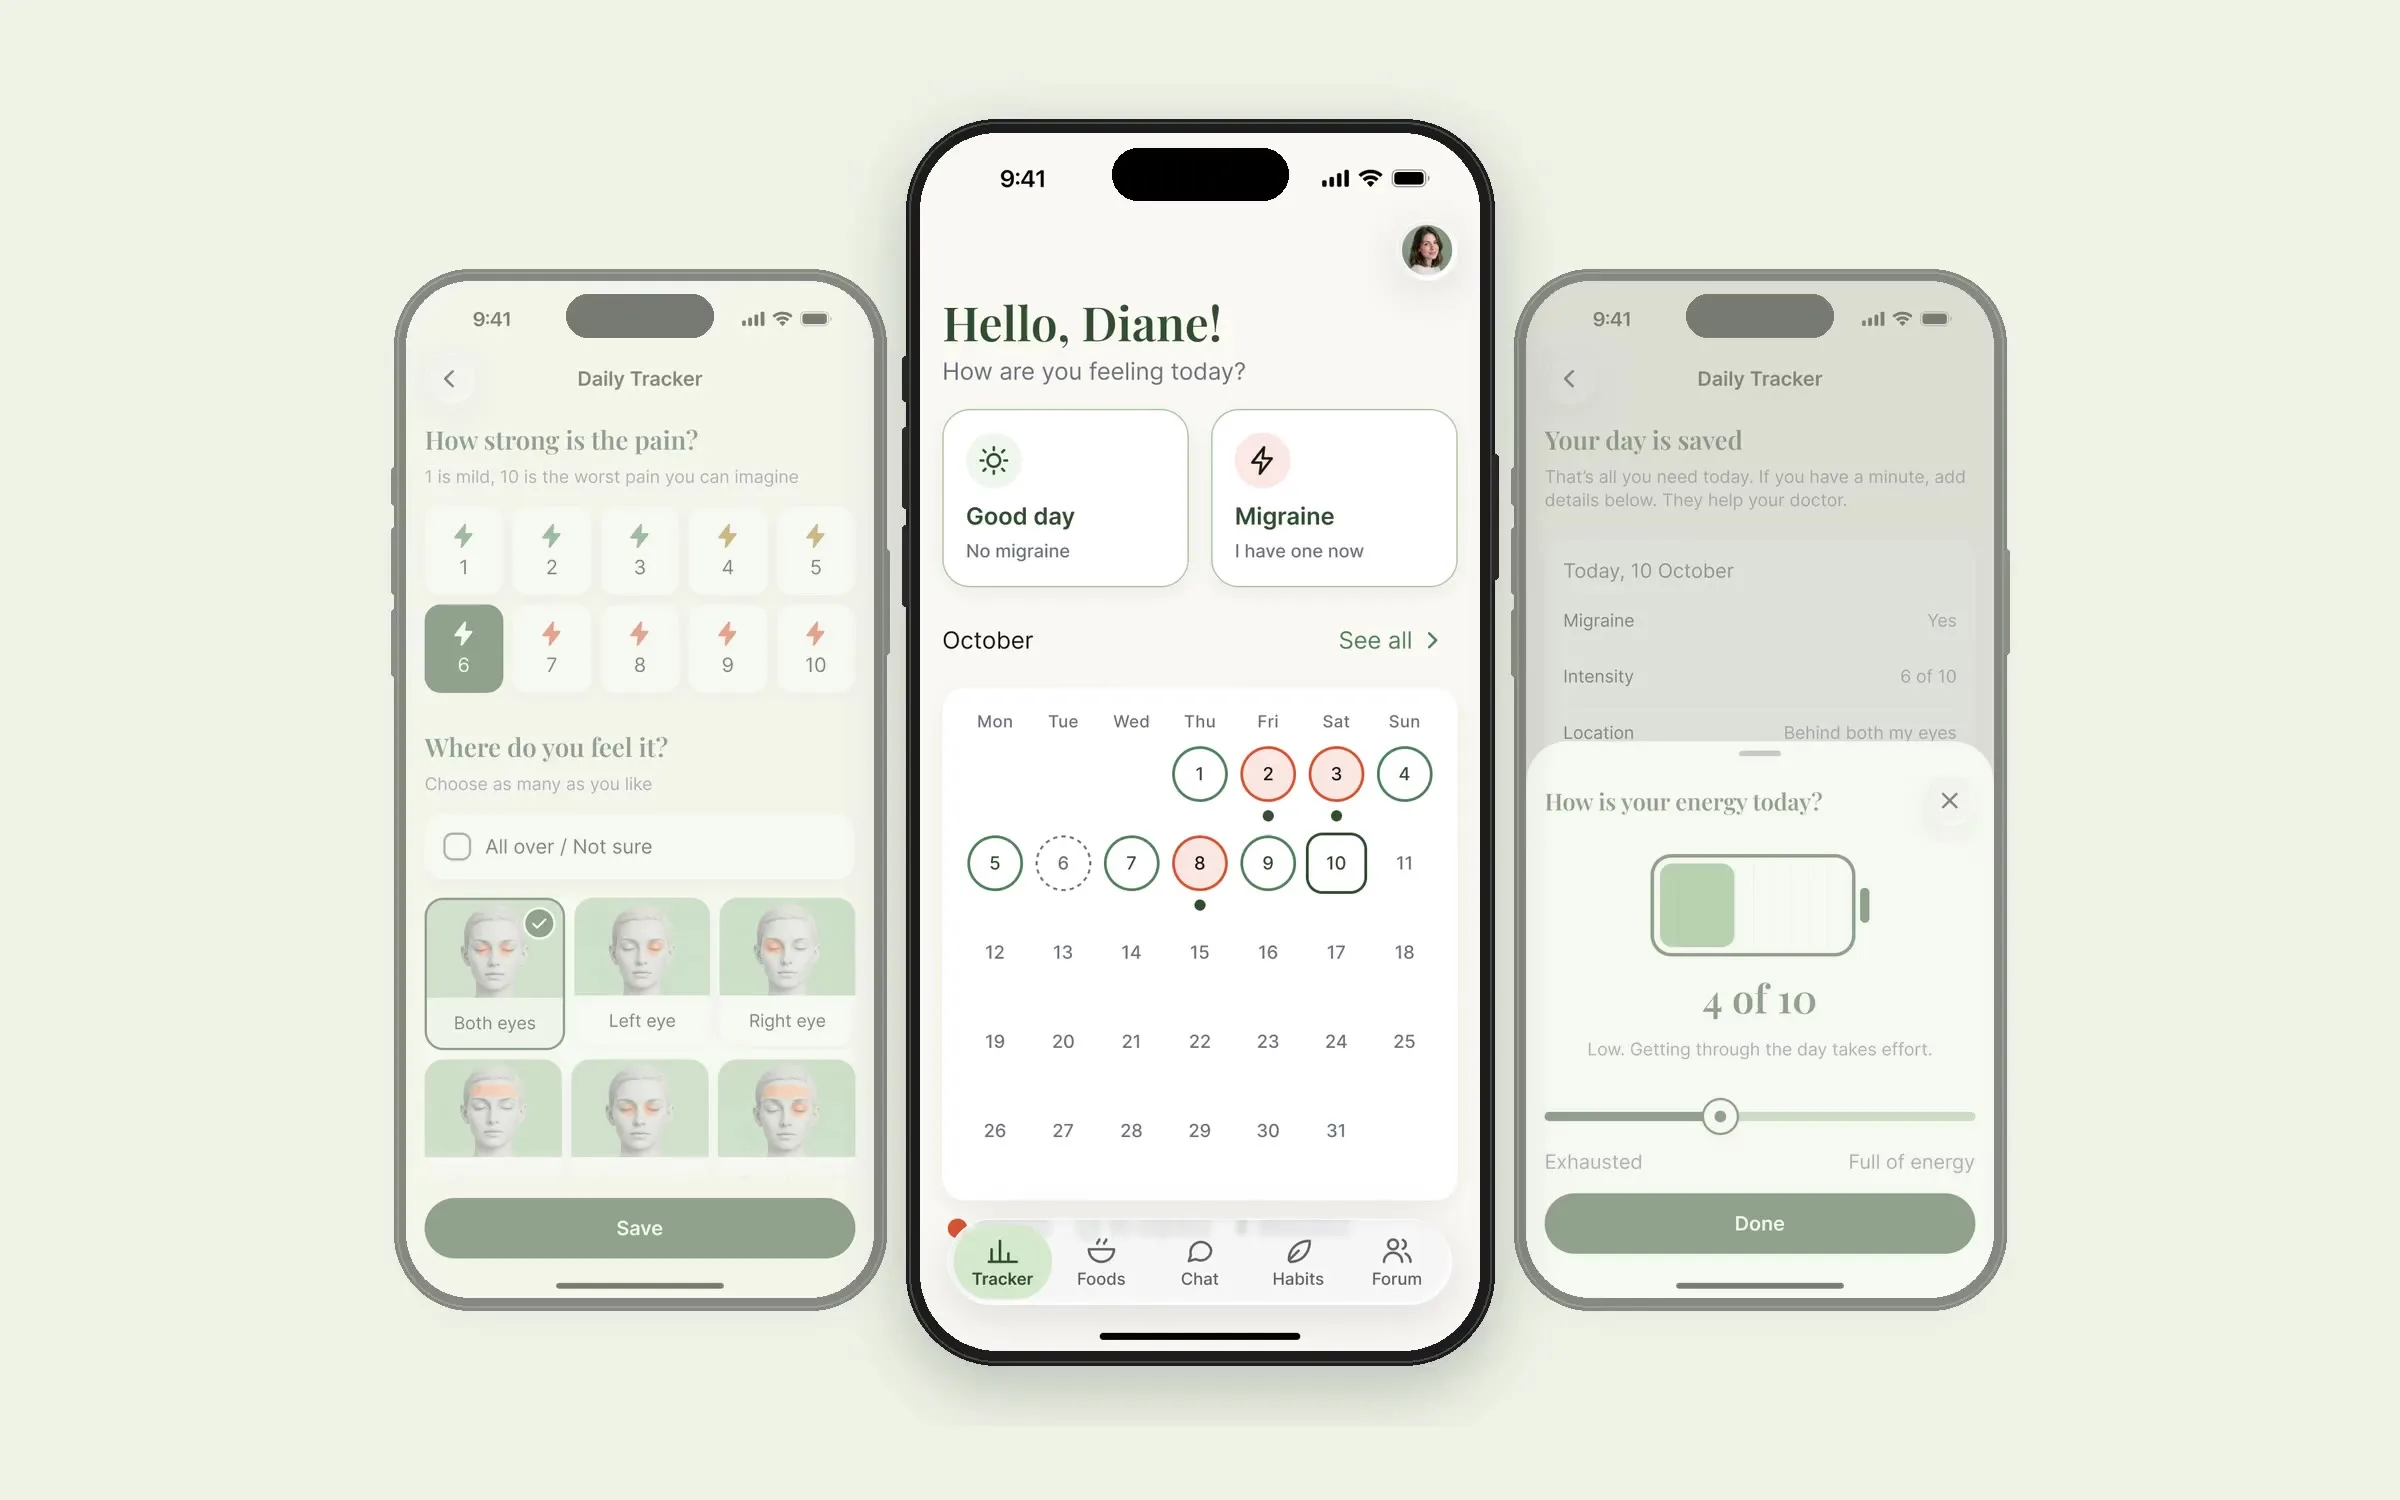 9:41
Daily Tracker
How strong is the pain?
1 is mild, 10 is the worst pain you can imagine
1 2 3 4 5
6 7 8 9 10
Where do you feel it?
Choose as many as you like
All over / Not sure
Both eyes Left eye Right eye
Save
9:41
Hello, Diane!
How are you feeling today?
Good day
No migraine
Migraine
I have one now
October See all
Mon Tue Wed Thu Fri Sat Sun
1 2 3 4
5 6 7 8 9 10 11
12 13 14 15 16 17 18
19 20 21 22 23 24 25
26 27 28 29 30 31
Tracker Foods Chat Habits Forum
9:41
Daily Tracker
Your day is saved
That's all you need today. If you have a minute, add
details below. They help your doctor.
Today, 10 October
Migraine Yes
Intensity 6 of 10
Location Behind both my eyes
How is your energy today?
4 of 10
Low. Getting through the day takes effort.
Exhausted Full of energy
Done